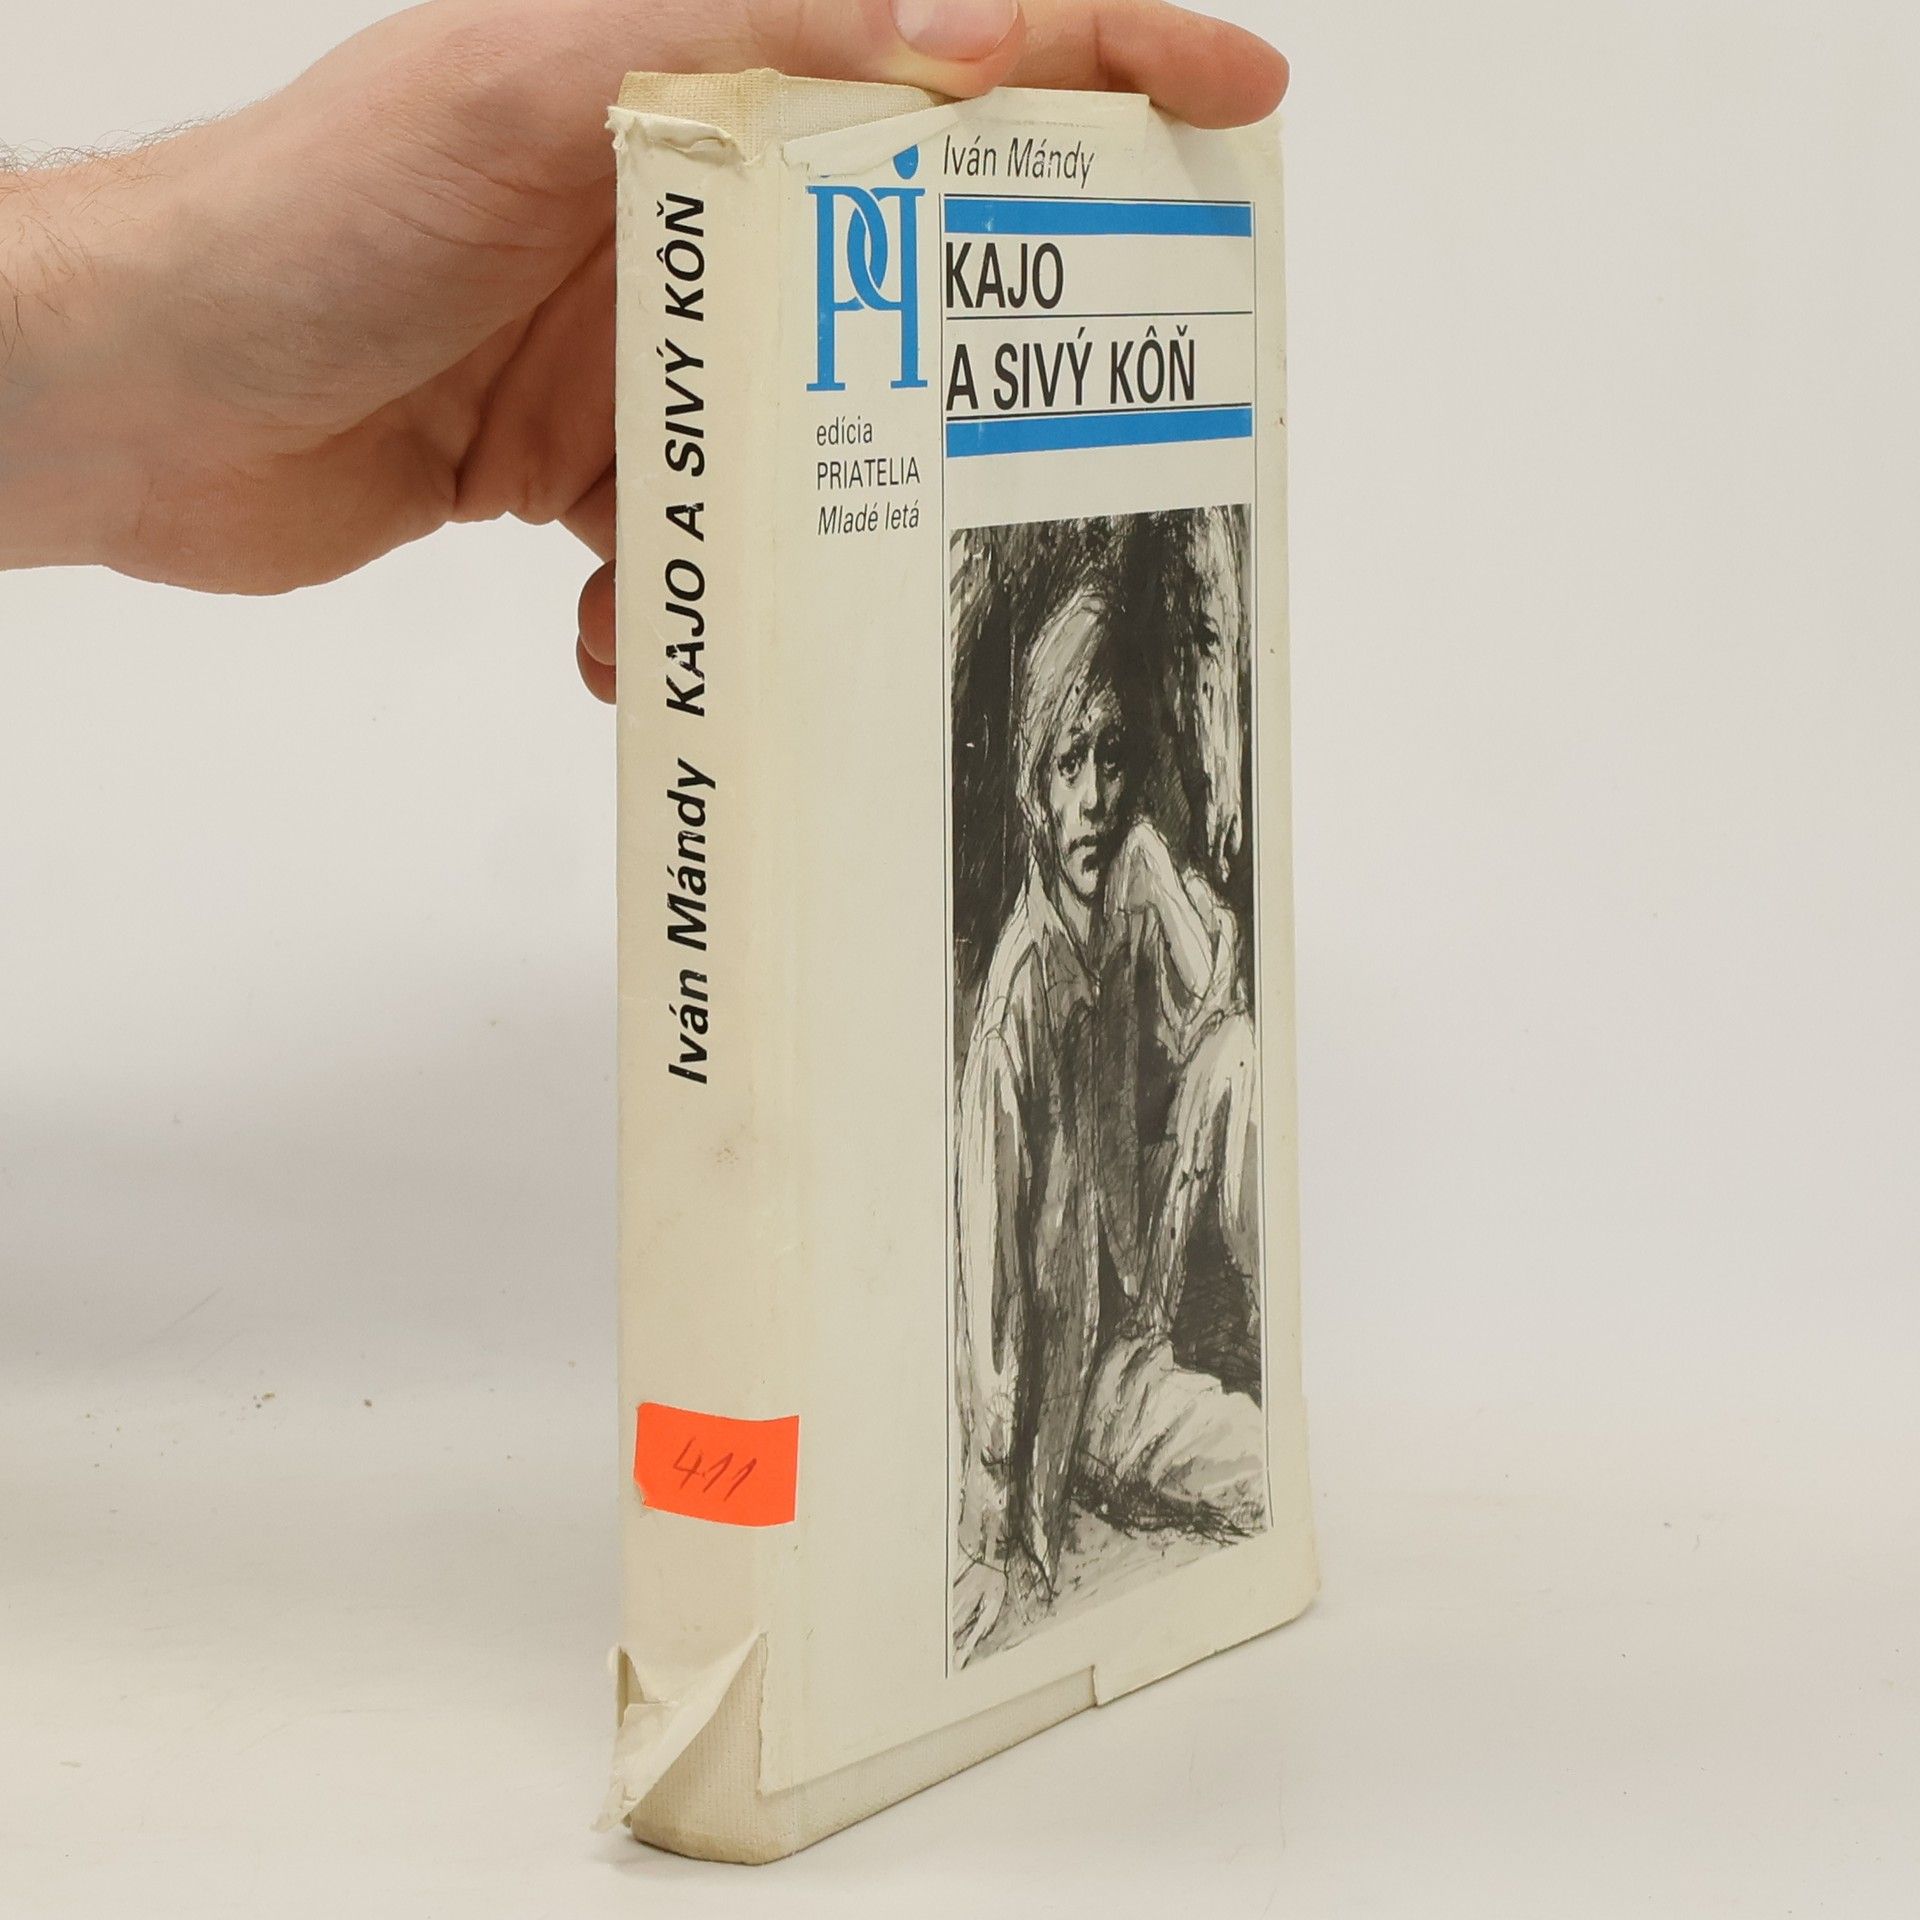 Iván Mándy KAJO A SIVÝ KÔŇ
411
Iván Mándy
KAJO
A SIVÝ KÔŇ
edícia
PRIATELIA
Mladé letá